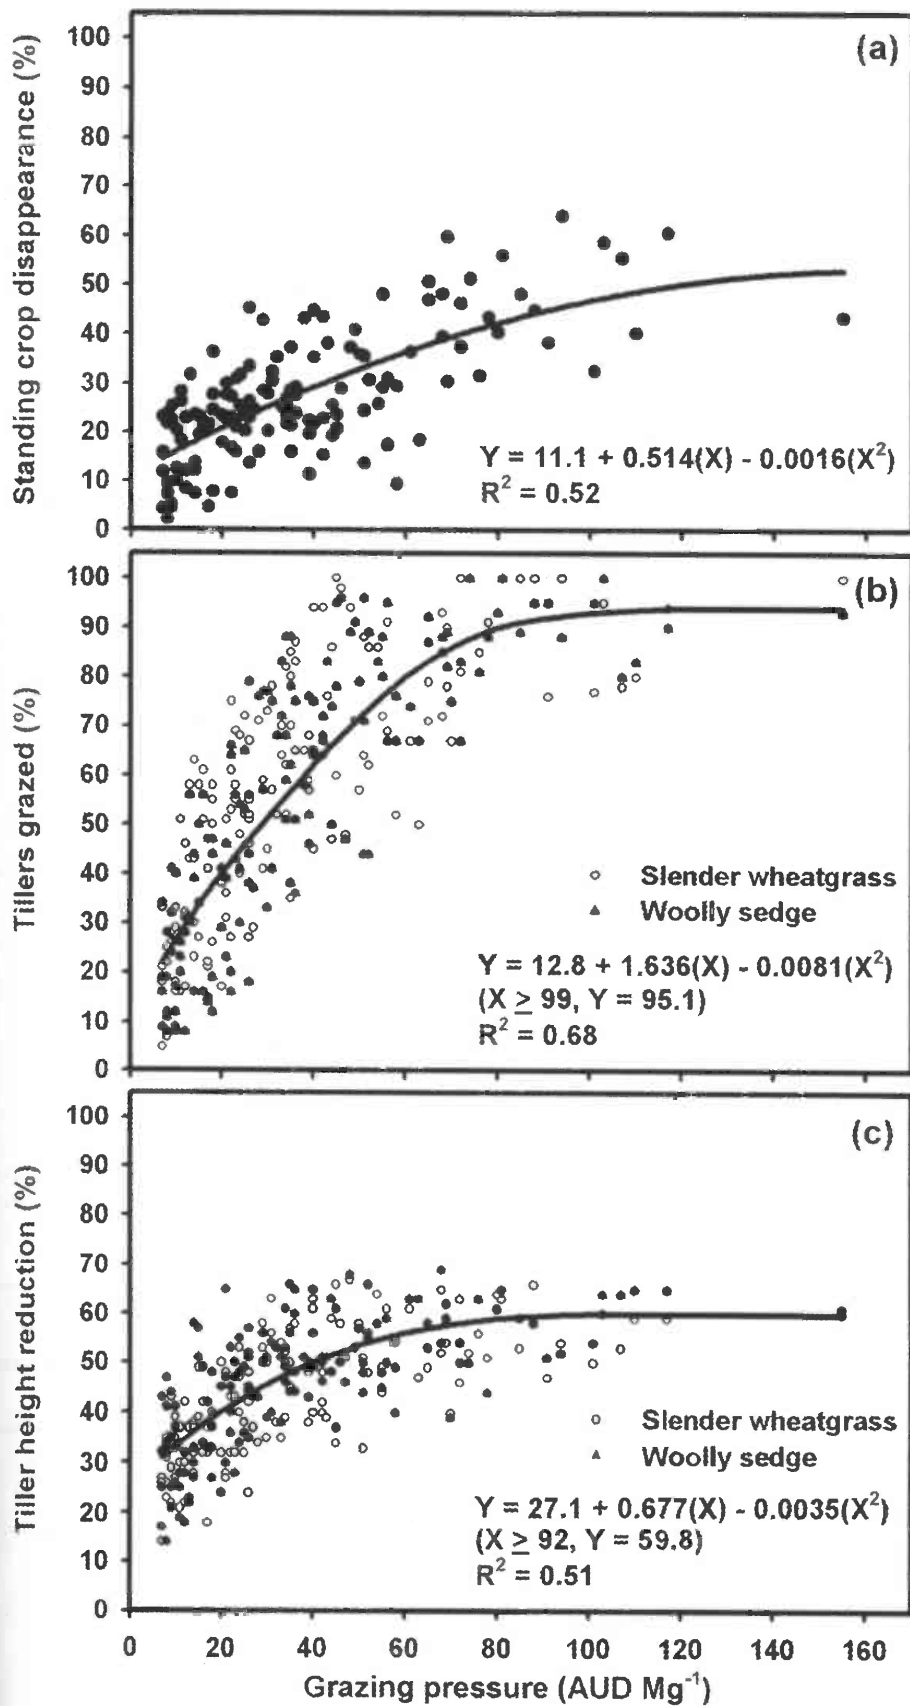 (a)
Standing crop disappearance (%)
100
90
80
70
60
50
40
30
20
10
0
Y = 11.1 + 0.514(X) - 0.0016(X²)
R² = 0.52
(b)
Tillers grazed (%)
100
90
80
70
60
50
40
30
20
10
0
○ Slender wheatgrass
▲ Woolly sedge
Y = 12.8 + 1.636(X) - 0.0081(X²)
(X ≥ 99, Y = 95.1)
R² = 0.68
(c)
Tiller height reduction (%)
100
90
80
70
60
50
40
30
20
10
0
○ Slender wheatgrass
▲ Woolly sedge
Y = 27.1 + 0.677(X) - 0.0035(X²)
(X ≥ 92, Y = 59.8)
R² = 0.51
0 20 40 60 80 100 120 140 160
Grazing pressure (AUD Mg⁻¹)